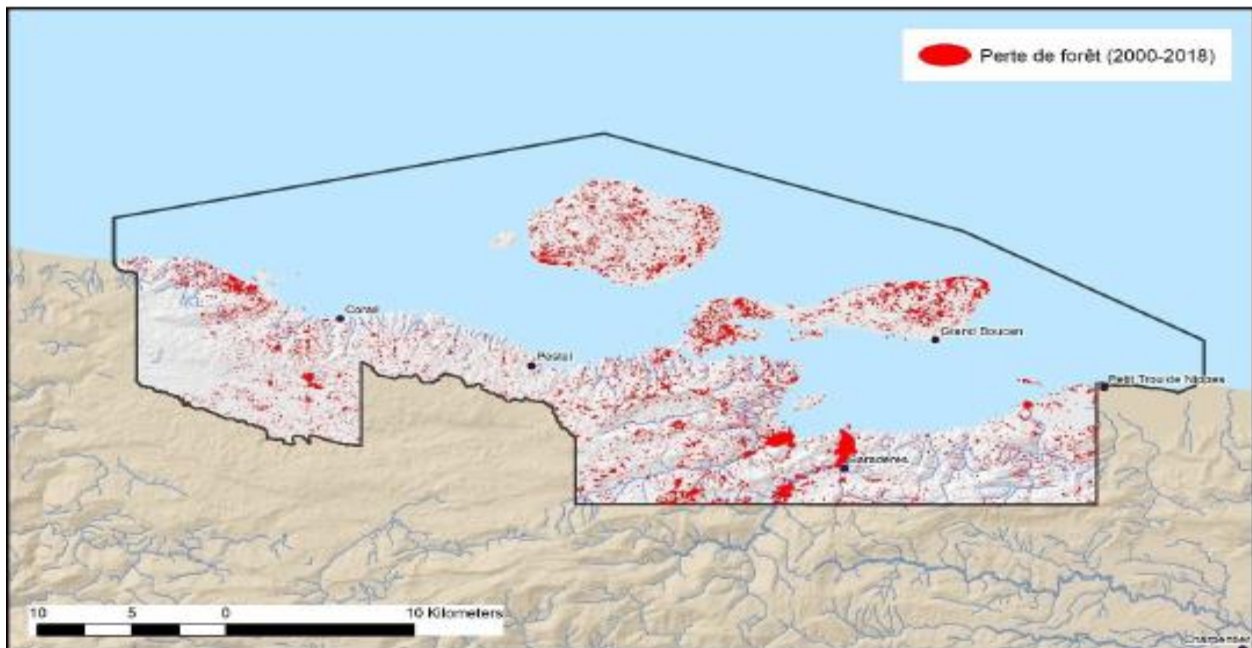 Perte de forêt (2000-2018)
Corail
Pestel
Grand Boucan
Petit Trou de Nippes
Baradères
10 5 0 10 Kilometers
Charpentier